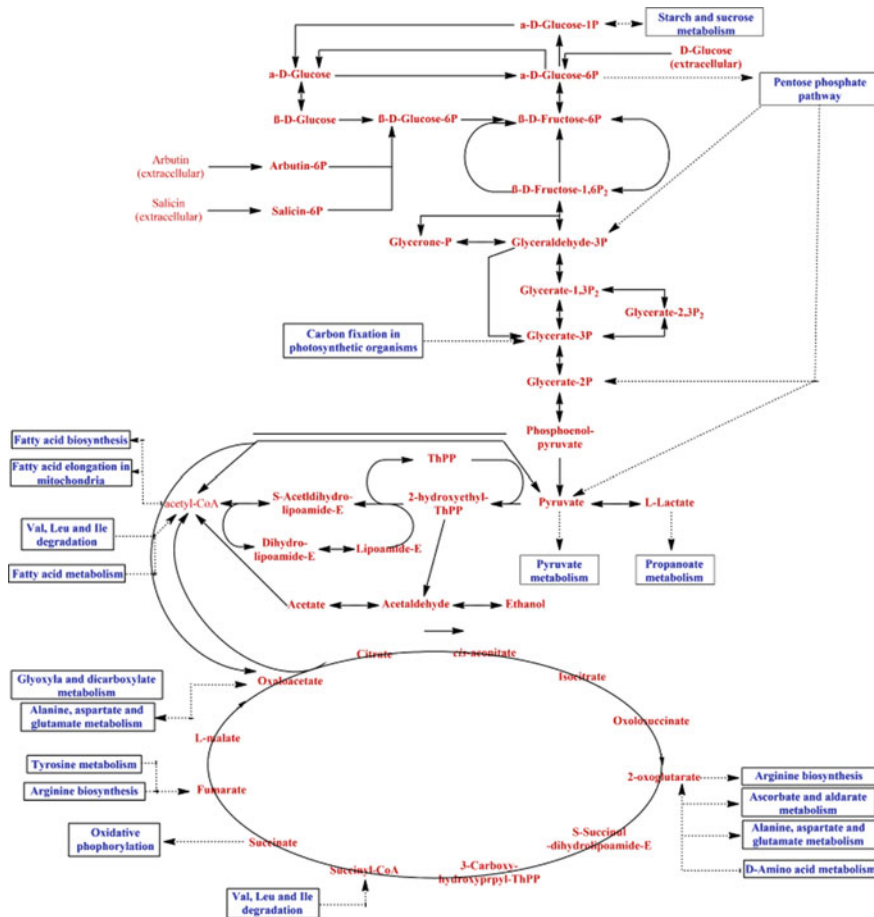 a-D-Glucose-1P
Starch and sucrose
metabolism
D-Glucose
(extracellular)
a-D-Glucose
a-D-Glucose-6P
Pentose phosphate
pathway
ß-D-Glucose
ß-D-Glucose-6P
ß-D-Fructose-6P
Arbutin
(extracellular)
Arbutin-6P
ß-D-Fructose-1,6P₂
Salicin
(extracellular)
Salicin-6P
Glycerone-P
Glyceraldehyde-3P
Glycerate-1,3P₂
Glycerate-2,3P₂
Carbon fixation in
photosynthetic organisms
Glycerate-3P
Glycerate-2P
Phosphoenol-
pyruvate
Fatty acid biosynthesis
Fatty acid elongation in
mitochondria
ThPP
acetyl-CoA
S-Acetldihydro-
lipoamide-E
2-hydroxyethyl-
ThPP
Pyruvate
L-Lactate
Val, Leu and Ile
degradation
Dihydro-
lipoamide-E
Lipoamide-E
Fatty acid metabolism
Pyruvate
metabolism
Propanoate
metabolism
Acetate
Acetaldehyde
Ethanol
Citrate
cis-aconitate
Isocitrate
Glyoxyla and dicarboxylate
metabolism
Oxaloacetate
Alanine, aspartate and
glutamate metabolism
Oxolosuccinate
L-malate
Tyrosine metabolism
2-oxoglutarate
Arginine biosynthesis
Arginine biosynthesis
Fumarate
Ascorbate and aldarate
metabolism
Oxidative
phophorylation
Succinate
S-Succinul
-dihydrolipoamide-E
Alanine, aspartate and
glutamate metabolism
Succinyl-CoA
3-Carboxy-
hydroxyprpyl-ThPP
D-Amino acid metabolism
Val, Leu and Ile
degradation